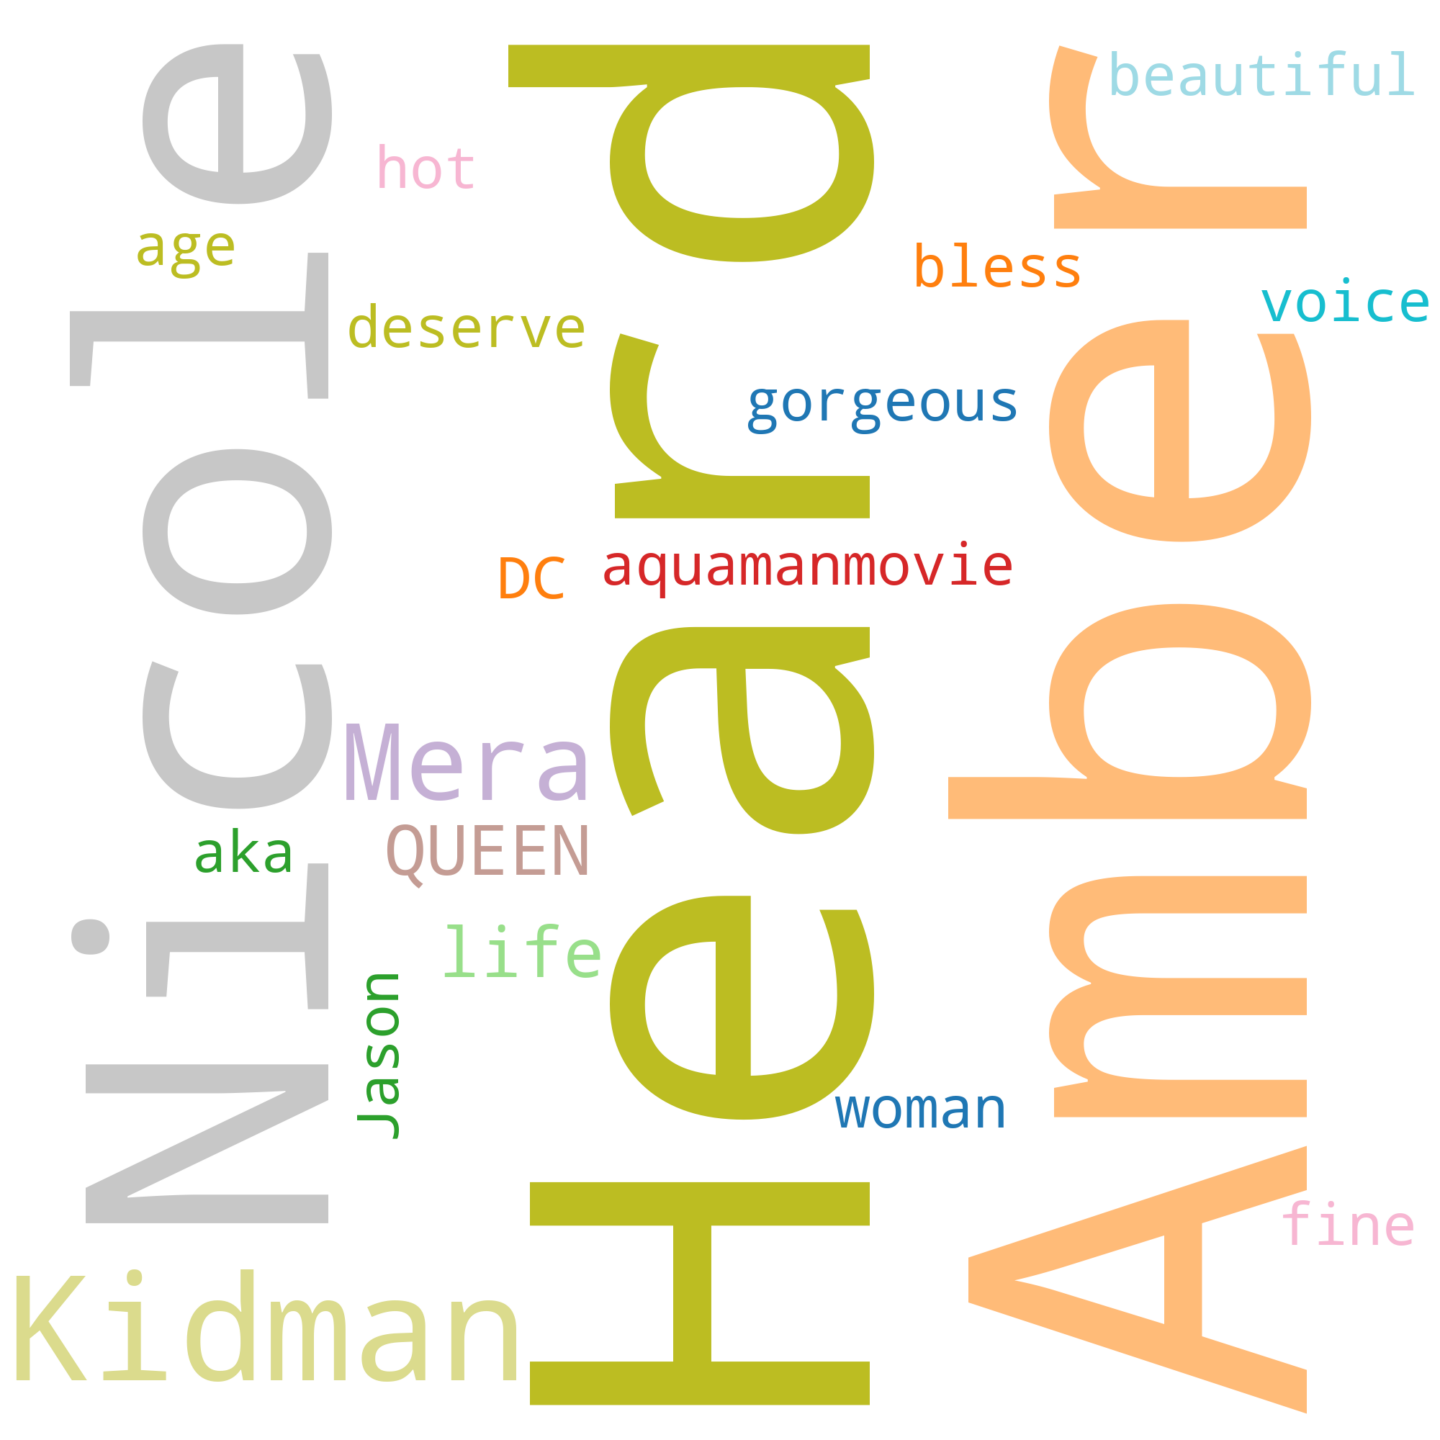 Nicole
Heard
Amber
beautiful
hot
age
bless
voice
deserve
gorgeous
DC
aquamanmovie
Mera
QUEEN
aka
life
Jason
woman
fine
Kidman